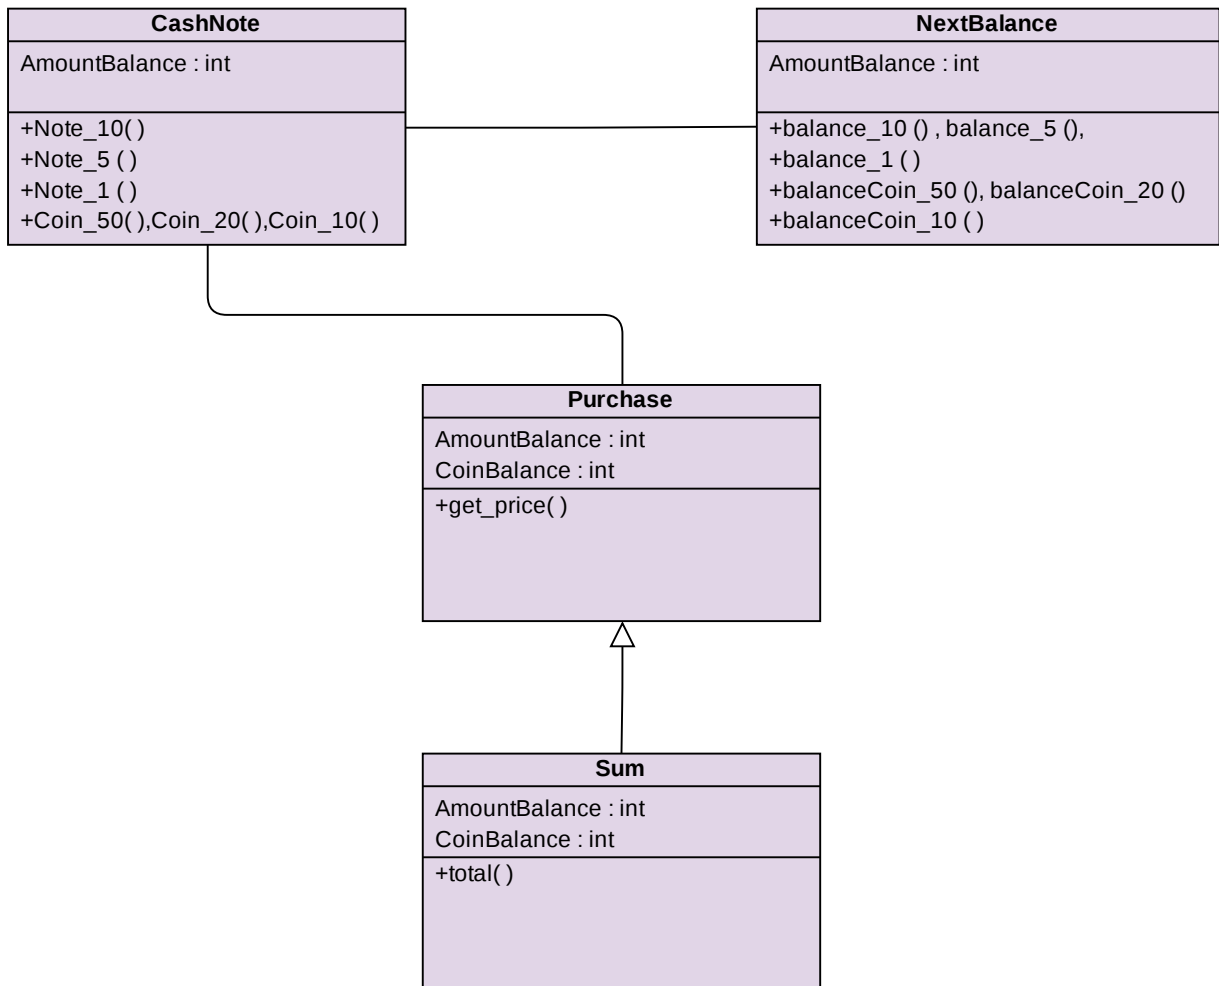 CashNote
AmountBalance : int
+Note_10( )
+Note_5 ( )
+Note_1 ( )
+Coin_50( ),Coin_20( ),Coin_10( )
NextBalance
AmountBalance : int
+balance_10 () , balance_5 (),
+balance_1 ( )
+balanceCoin_50 (), balanceCoin_20 ()
+balanceCoin_10 ( )
Purchase
AmountBalance : int
CoinBalance : int
+get_price( )
Sum
AmountBalance : int
CoinBalance : int
+total( )